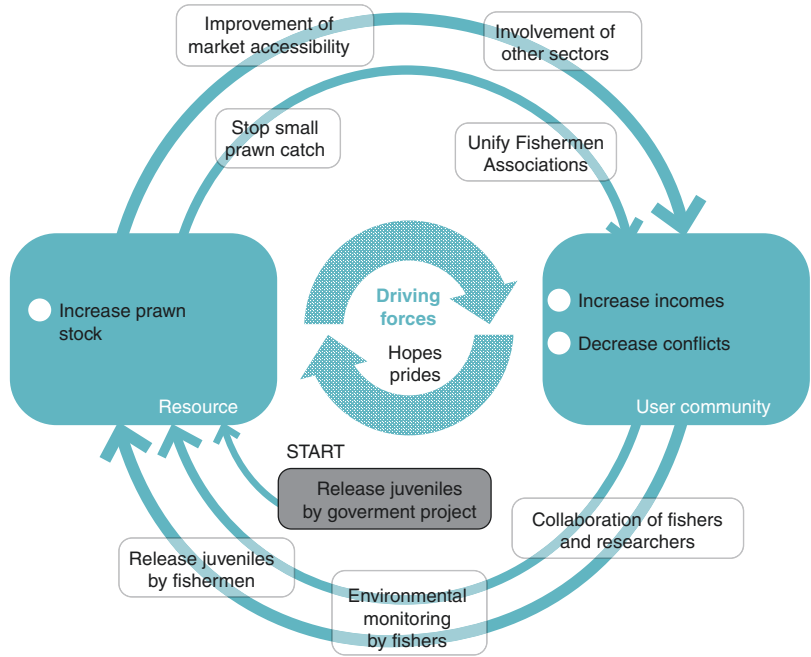 Improvement of
market accessibility
Involvement of
other sectors
Stop small
prawn catch
Unify Fishermen
Associations
Increase prawn
stock
Resource
Driving
forces
Hopes
prides
Increase incomes
Decrease conflicts
User community
START
Release juveniles
by goverment project
Collaboration of fishers
and researchers
Release juveniles
by fishermen
Environmental
monitoring
by fishers